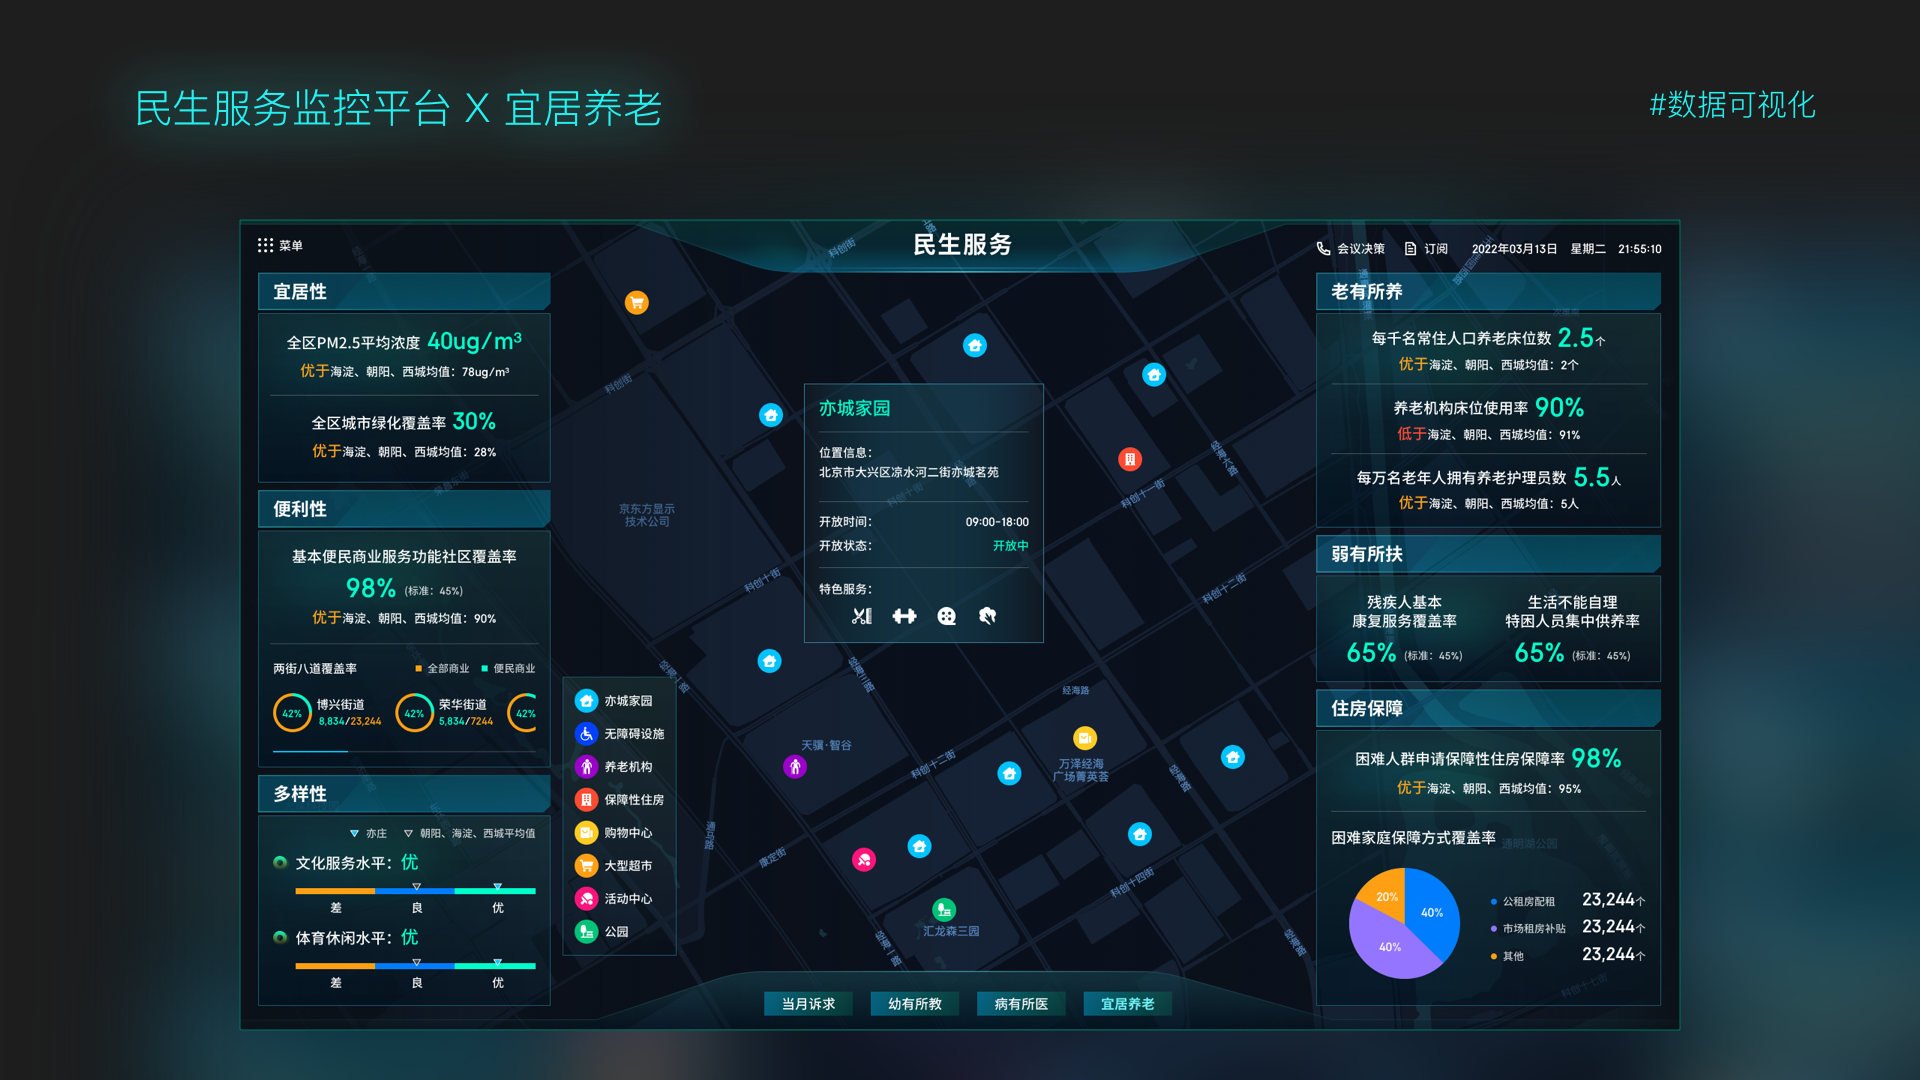 民生服务监控平台 X 宜居养老
#数据可视化
菜单
民生服务
会议决策
订阅
2022年03月13日 星期二 21:55:10
宜居性
全区PM2.5平均浓度 40ug/m³
优于海淀、朝阳、西城均值：78ug/m³
全区城市绿化覆盖率 30%
优于海淀、朝阳、西城均值：28%
便利性
基本便民商业服务功能社区覆盖率
98% (标准：45%)
优于海淀、朝阳、西城均值：90%
两街八道覆盖率
全部商业
便民商业
42%
博兴街道
8,834/23,244
42%
荣华街道
5,834/7244
42%
多样性
亦庄
朝阳、海淀、西城平均值
文化服务水平：优
差
良
优
体育休闲水平：优
差
良
优
亦城家园
无障碍设施
养老机构
保障性住房
购物中心
大型超市
活动中心
公园
科创街
科创街
京东方显示
技术公司
科创十街
科创十一街
科创十二街
经海路
天骥·智谷
科创十二街
万泽经海
广场菁英荟
康定街
科创十四街
汇龙森三园
亦城家园
位置信息：
北京市大兴区凉水河二街亦城茗苑
开放时间：
09:00-18:00
开放状态：
开放中
特色服务：
当月诉求
幼有所教
病有所医
宜居养老
老有所养
每千名常住人口养老床位数 2.5个
优于海淀、朝阳、西城均值：2个
养老机构床位使用率 90%
低于海淀、朝阳、西城均值：91%
每万名老年人拥有养老护理员数 5.5人
优于海淀、朝阳、西城均值：5人
弱有所扶
残疾人基本
康复服务覆盖率
65% (标准：45%)
生活不能自理
特困人员集中供养率
65% (标准：45%)
住房保障
困难人群申请保障性住房保障率 98%
优于海淀、朝阳、西城均值：95%
困难家庭保障方式覆盖率
通明湖公园
20%
40%
40%
公租房配租 23,244个
市场租房补贴 23,244个
其他 23,244个
科创十七街